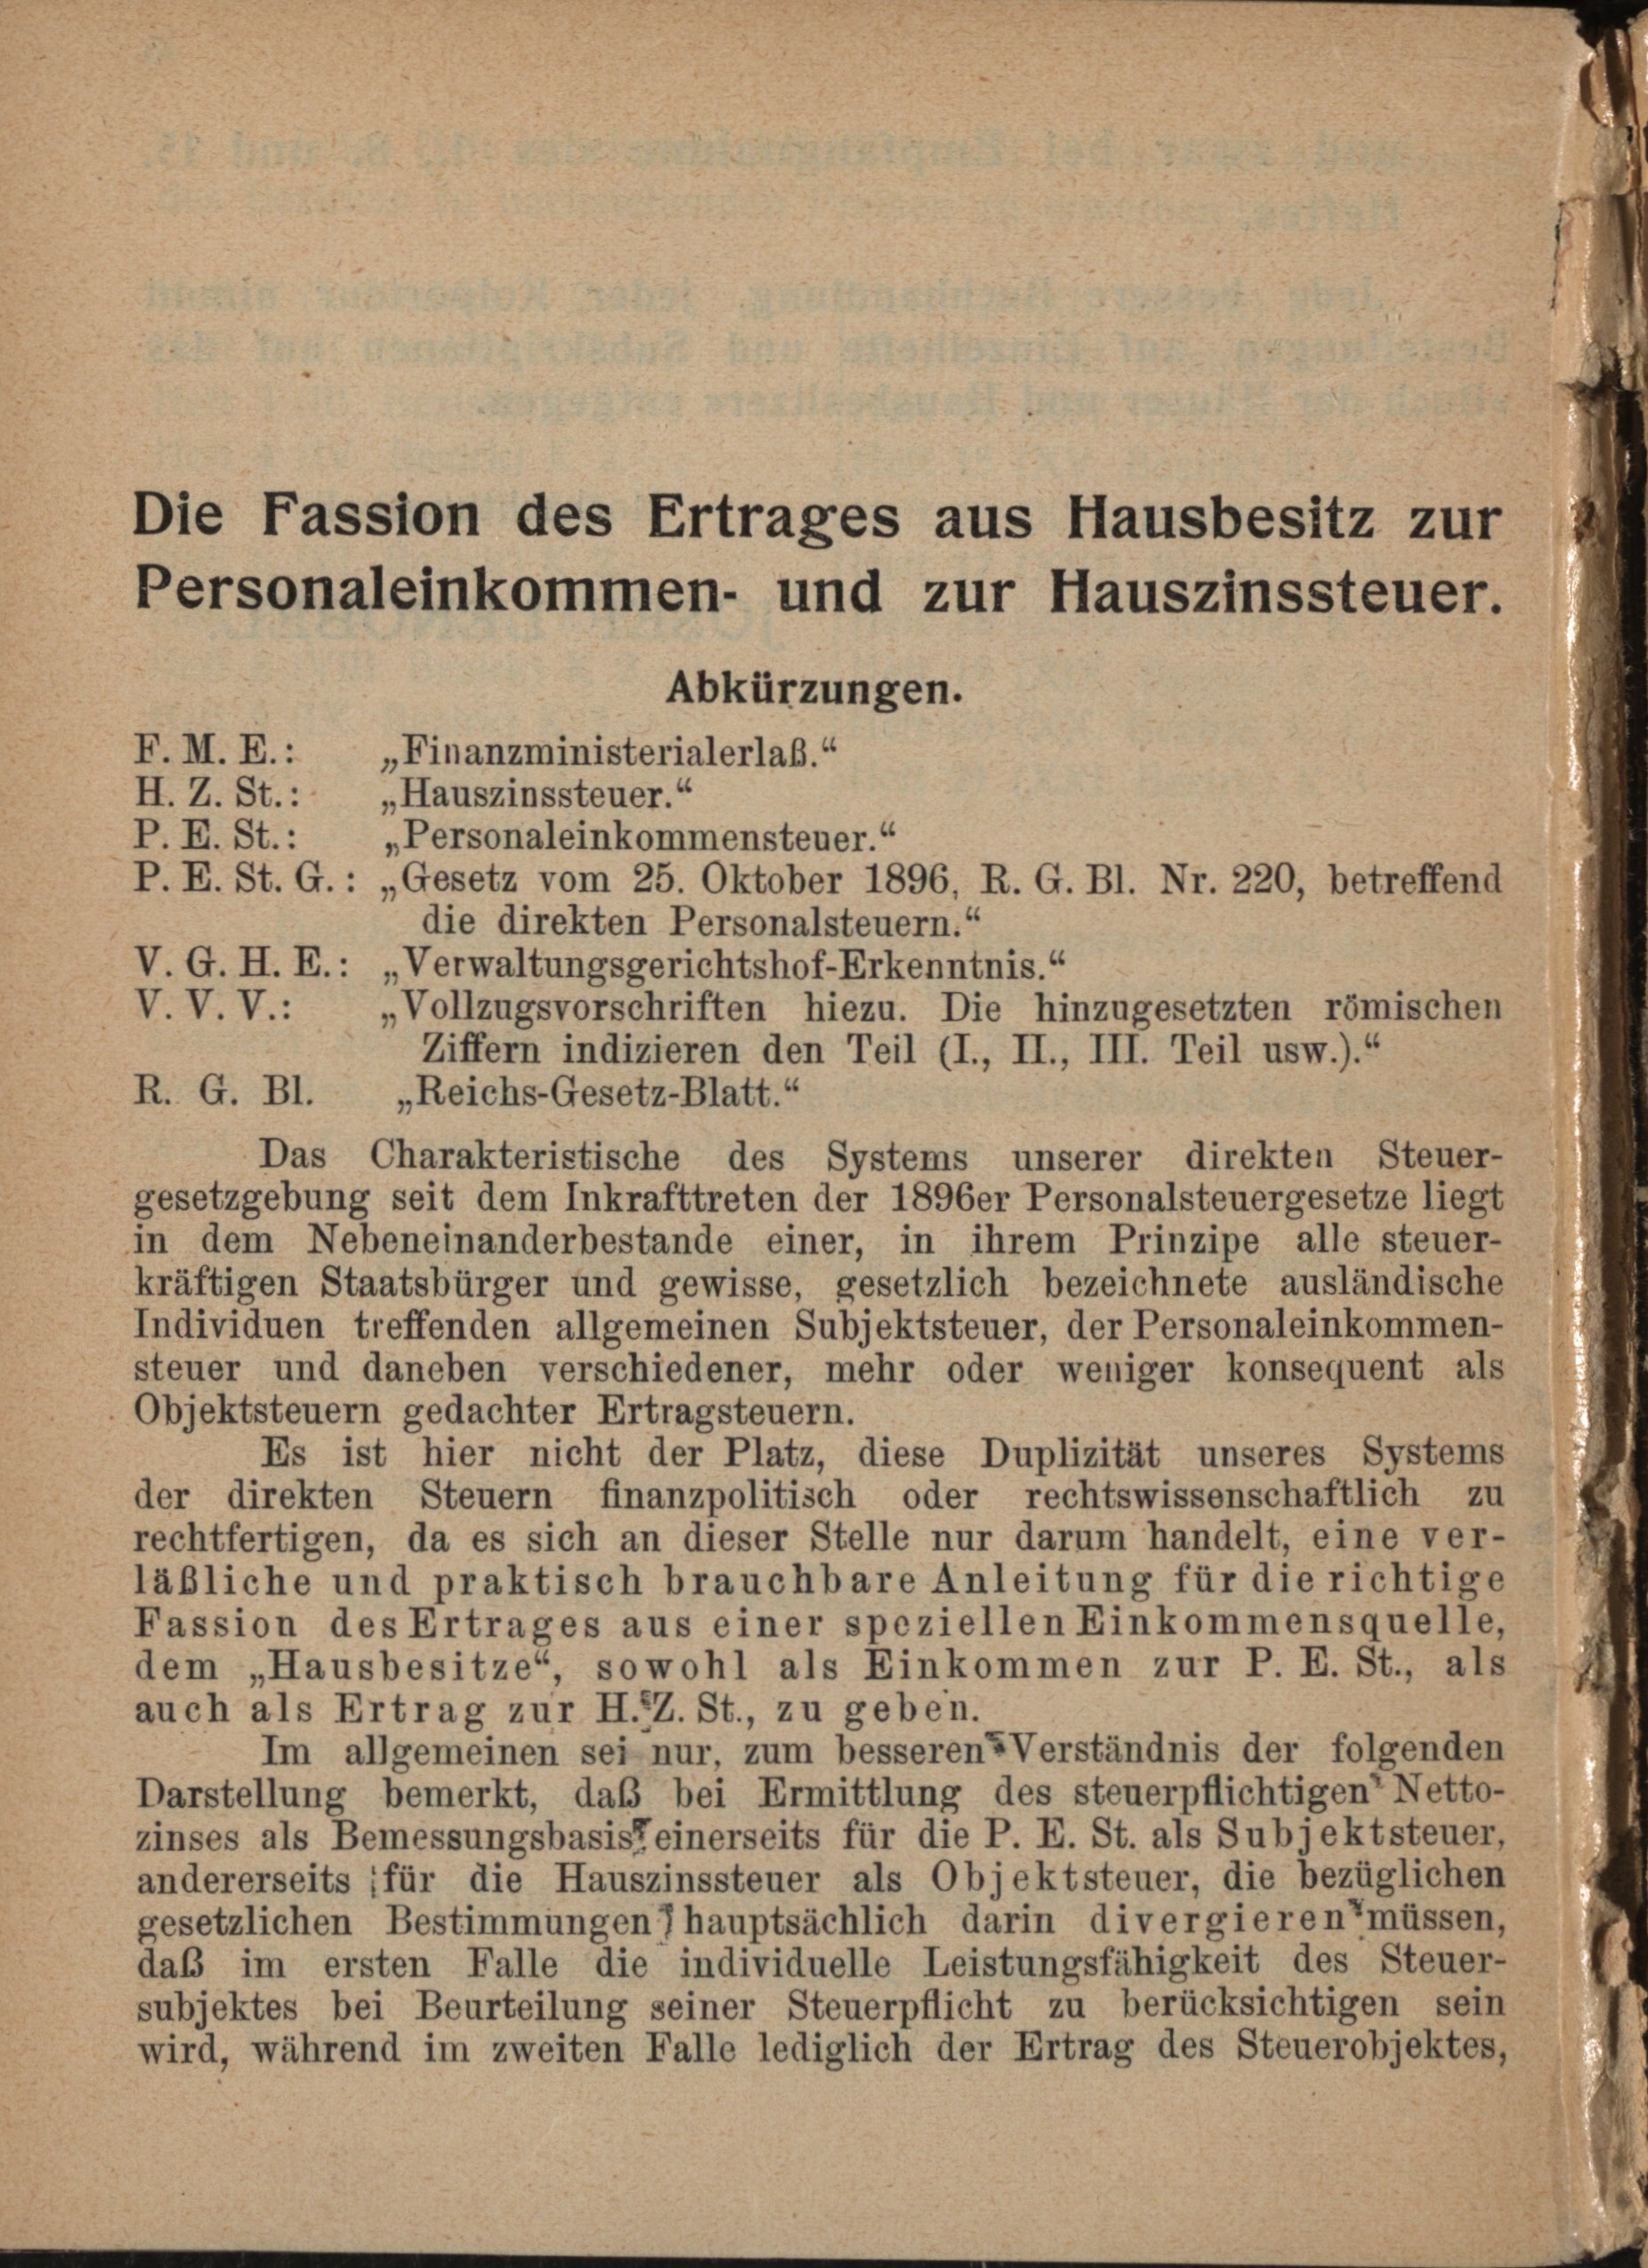 Die Fassion des Ertrages aus Hausbesitz zur
Personaleinkommen- und zur Hauszinssteuer.
Abkürzungen.
F. M. E.: „Finanzministerialerlaß.“
H. Z. St.: „Hauszinssteuer.“
P. E. St.: „Personaleinkommensteuer.“
P. E. St. G.: „Gesetz vom 25. Oktober 1896, R. G. Bl. Nr. 220, betreffend
die direkten Personalsteuern.“
V. G. H. E.: „Verwaltungsgerichtshof-Erkenntnis.“
V. V. V.: „Vollzugsvorschriften hiezu. Die hinzugesetzten römischen
Ziffern indizieren den Teil (I., II., III. Teil usw.).“
R. G. Bl. „Reichs-Gesetz-Blatt.“
Das Charakteristische des Systems unserer direkten Steuer-
gesetzgebung seit dem Inkrafttreten der 1896er Personalsteuergesetze liegt
in dem Nebeneinanderbestande einer, in ihrem Prinzipe alle steuer-
kräftigen Staatsbürger und gewisse, gesetzlich bezeichnete ausländische
Individuen treffenden allgemeinen Subjektsteuer, der Personaleinkommen-
steuer und daneben verschiedener, mehr oder weniger konsequent als
Objektsteuern gedachter Ertragsteuern.
Es ist hier nicht der Platz, diese Duplizität unseres Systems
der direkten Steuern finanzpolitisch oder rechtswissenschaftlich zu
rechtfertigen, da es sich an dieser Stelle nur darum handelt, eine ver-
läßliche und praktisch brauchbare Anleitung für die richtige
Fassion des Ertrages aus einer speziellen Einkommensquelle,
dem „Hausbesitze“, sowohl als Einkommen zur P. E. St., als
auch als Ertrag zur H. Z. St., zu geben.
Im allgemeinen sei nur, zum besseren Verständnis der folgenden
Darstellung bemerkt, daß bei Ermittlung des steuerpflichtigen Netto-
zinses als Bemessungsbasis einerseits für die P. E. St. als Subjektsteuer,
andererseits für die Hauszinssteuer als Objektsteuer, die bezüglichen
gesetzlichen Bestimmungen hauptsächlich darin divergieren müssen,
daß im ersten Falle die individuelle Leistungsfähigkeit des Steuer-
subjektes bei Beurteilung seiner Steuerpflicht zu berücksichtigen sein
wird, während im zweiten Falle lediglich der Ertrag des Steuerobjektes,